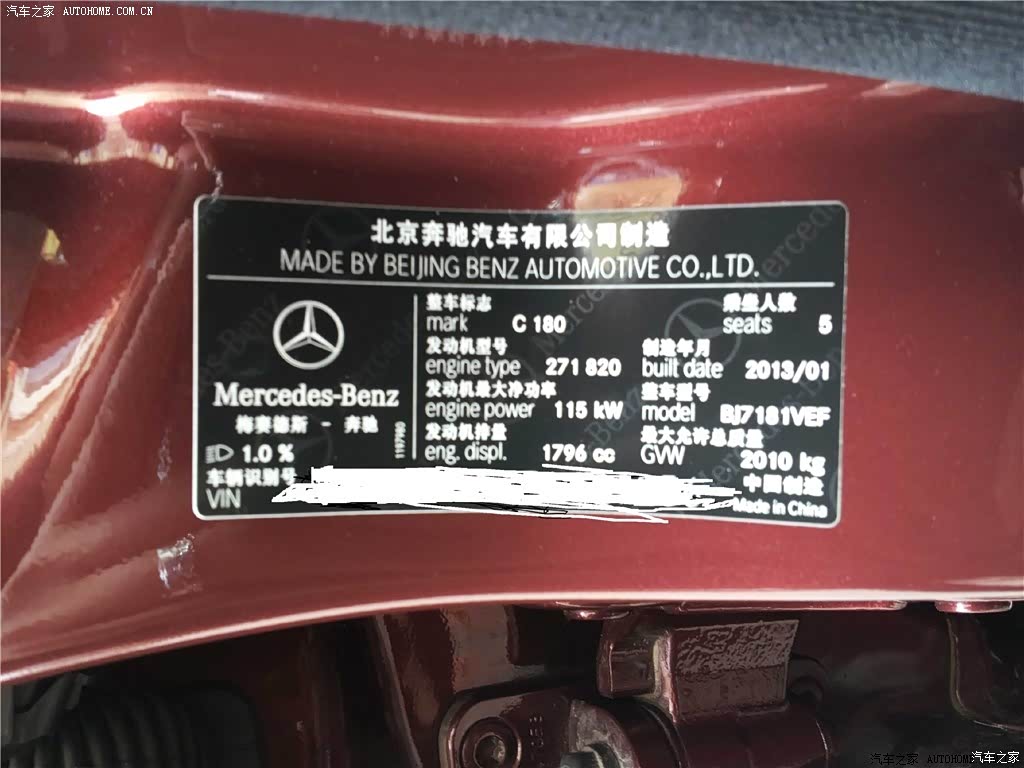 汽车之家 AUTOHOME.COM.CN
北京奔驰汽车有限公司制造
MADE BY BEIJING BENZ AUTOMOTIVE CO.,LTD.
整车标志 乘坐人数
mark C 180 seats 5
发动机型号 制造年月
engine type 271 820 built date 2013/01
发动机最大净功率 整车型号
engine power 115 kW model BJ7181VEF
发动机排量 最大允许总质量
eng. displ. 1796 cc GVW 2010 kg
Mercedes-Benz
梅赛德斯 - 奔驰
1.0 %
车辆识别号
VIN
中国制造
Made in China
汽车之家 AUTOHOME.COM.CN
汽车之家